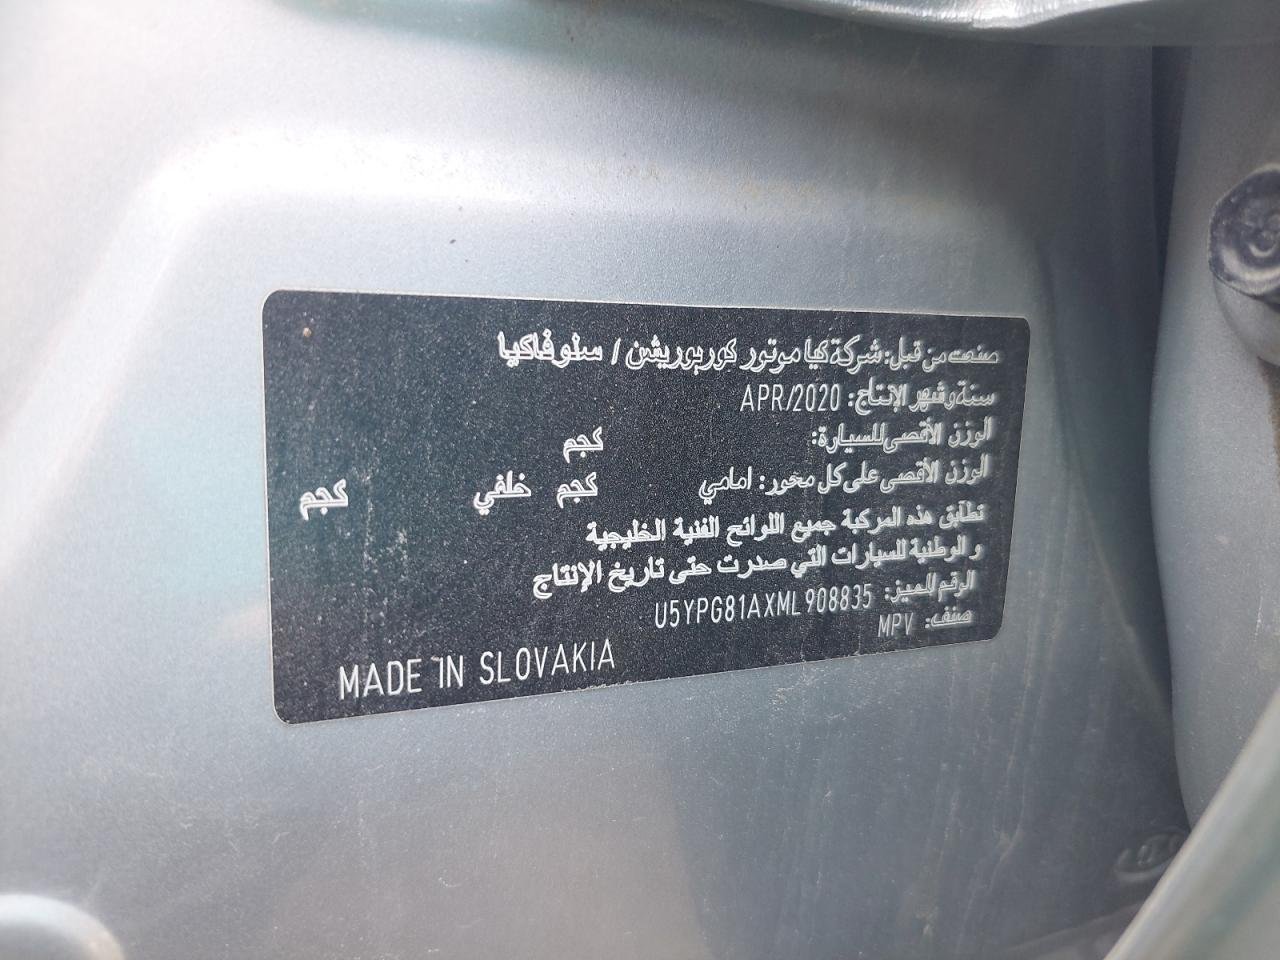 صنعت من قبل: شركة كيا موتور كوربوريشن / سلوفاكيا
سنة وشهر الإنتاج: APR/2020
الوزن الأقصى للسيارة: كجم
الوزن الأقصى على كل محور: امامي كجم خلفي كجم
تطابق هذه المركبة جميع اللوائح الفنية الخليجية
و الوطنية للسيارات التي صدرت حتى تاريخ الإنتاج
الرقم المميز: U5YPG81AXML908835
صنف: MPV
MADE IN SLOVAKIA